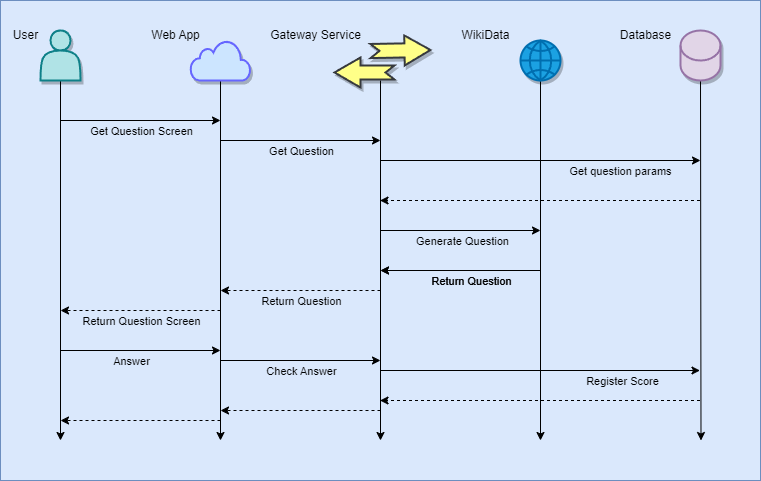 User
Web App
Gateway Service
WikiData
Database
Get Question Screen
Get Question
Get question params
Generate Question
Return Question
Return Question
Return Question Screen
Answer
Check Answer
Register Score